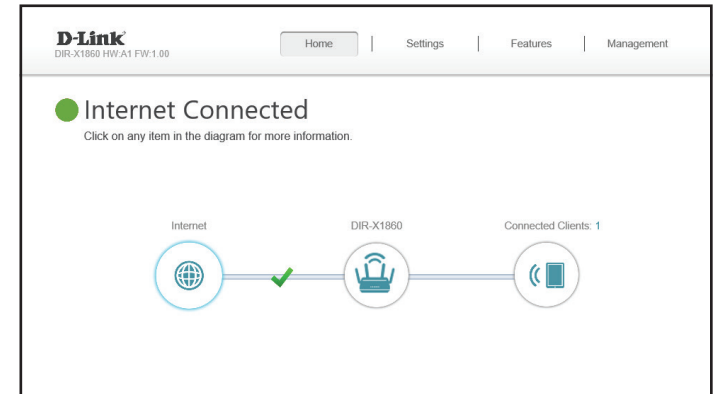 D-Link
DIR-X1860 HW:A1 FW:1.00
Home
Settings
Features
Management
Internet Connected
Click on any item in the diagram for more information.
Internet
DIR-X1860
Connected Clients: 1